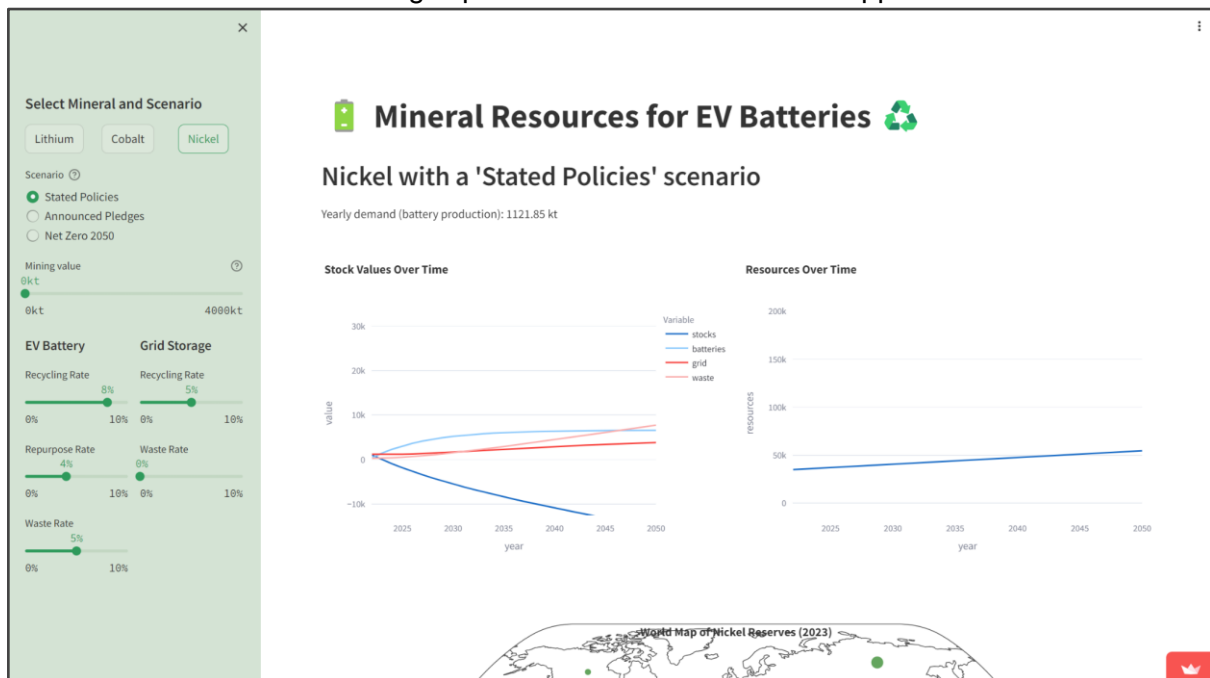 ×
Select Mineral and Scenario
Lithium Cobalt Nickel
Scenario
Stated Policies
Announced Pledges
Net Zero 2050
Mining value
0kt
0kt 4000kt
EV Battery Grid Storage
Recycling Rate Recycling Rate
8% 5%
0% 10% 0% 10%
Repurpose Rate Waste Rate
4% 0%
0% 10% 0% 10%
Waste Rate
5%
0% 10%
Mineral Resources for EV Batteries
Nickel with a 'Stated Policies' scenario
Yearly demand (battery production): 1121.85 kt
Stock Values Over Time
30k
20k
10k
0
−10k
value
2025 2030 2035 2040 2045 2050
year
Variable
stocks
batteries
grid
waste
Resources Over Time
200k
150k
100k
50k
0
resources
2025 2030 2035 2040 2045 2050
year
World Map of Nickel Reserves (2023)